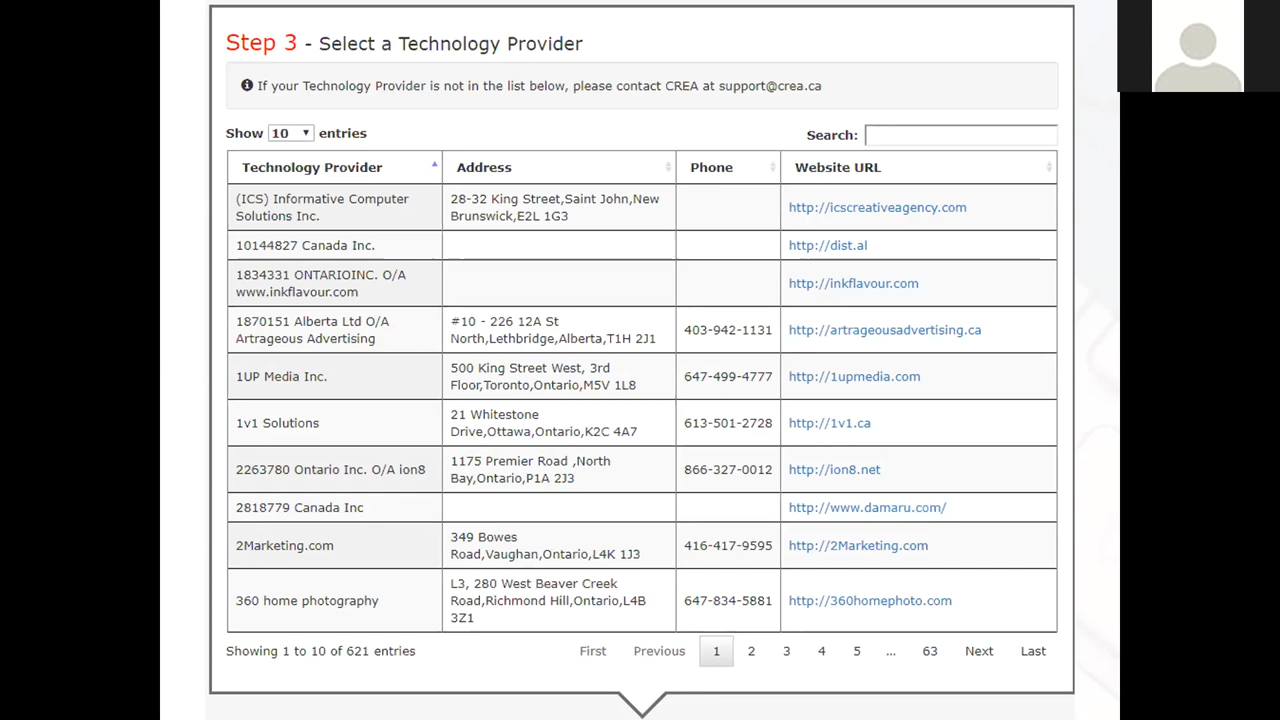 Step 3 - Select a Technology Provider
If your Technology Provider is not in the list below, please contact CREA at support@crea.ca
Show 10 entries
Search:
Technology Provider Address Phone Website URL
(ICS) Informative Computer
Solutions Inc.
28-32 King Street,Saint John,New
Brunswick,E2L 1G3
http://icscreativeagency.com
10144827 Canada Inc.
http://dist.al
1834331 ONTARIOINC. O/A
www.inkflavour.com
http://inkflavour.com
1870151 Alberta Ltd O/A
Artrageous Advertising
#10 - 226 12A St
North,Lethbridge,Alberta,T1H 2J1
403-942-1131
http://artrageousadvertising.ca
1UP Media Inc.
500 King Street West, 3rd
Floor,Toronto,Ontario,M5V 1L8
647-499-4777
http://1upmedia.com
1v1 Solutions
21 Whitestone
Drive,Ottawa,Ontario,K2C 4A7
613-501-2728
http://1v1.ca
2263780 Ontario Inc. O/A ion8
1175 Premier Road ,North
Bay,Ontario,P1A 2J3
866-327-0012
http://ion8.net
2818779 Canada Inc
http://www.damaru.com/
2Marketing.com
349 Bowes
Road,Vaughan,Ontario,L4K 1J3
416-417-9595
http://2Marketing.com
360 home photography
L3, 280 West Beaver Creek
Road,Richmond Hill,Ontario,L4B
3Z1
647-834-5881
http://360homephoto.com
Showing 1 to 10 of 621 entries
First Previous 1 2 3 4 5 ... 63 Next Last